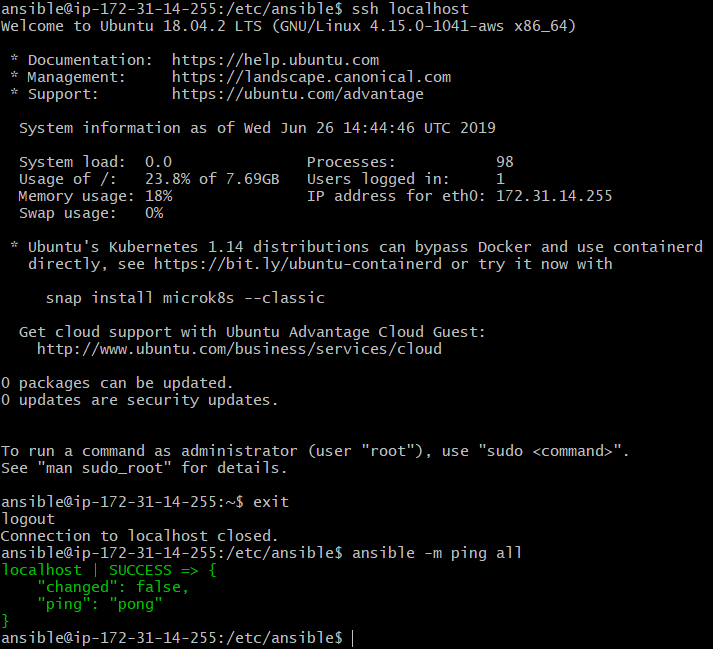 ansible@ip-172-31-14-255:/etc/ansible$ ssh localhost
Welcome to Ubuntu 18.04.2 LTS (GNU/Linux 4.15.0-1041-aws x86_64)
 * Documentation:  https://help.ubuntu.com
 * Management:     https://landscape.canonical.com
 * Support:        https://ubuntu.com/advantage
  System information as of Wed Jun 26 14:44:46 UTC 2019
  System load:  0.0               Processes:           98
  Usage of /:   23.8% of 7.69GB   Users logged in:     1
  Memory usage: 18%               IP address for eth0: 172.31.14.255
  Swap usage:   0%
 * Ubuntu's Kubernetes 1.14 distributions can bypass Docker and use containerd
   directly, see https://bit.ly/ubuntu-containerd or try it now with
     snap install microk8s --classic
  Get cloud support with Ubuntu Advantage Cloud Guest:
    http://www.ubuntu.com/business/services/cloud
0 packages can be updated.
0 updates are security updates.
To run a command as administrator (user "root"), use "sudo <command>".
See "man sudo_root" for details.
ansible@ip-172-31-14-255:~$ exit
logout
Connection to localhost closed.
ansible@ip-172-31-14-255:/etc/ansible$ ansible -m ping all
localhost | SUCCESS => {
    "changed": false,
    "ping": "pong"
}
ansible@ip-172-31-14-255:/etc/ansible$